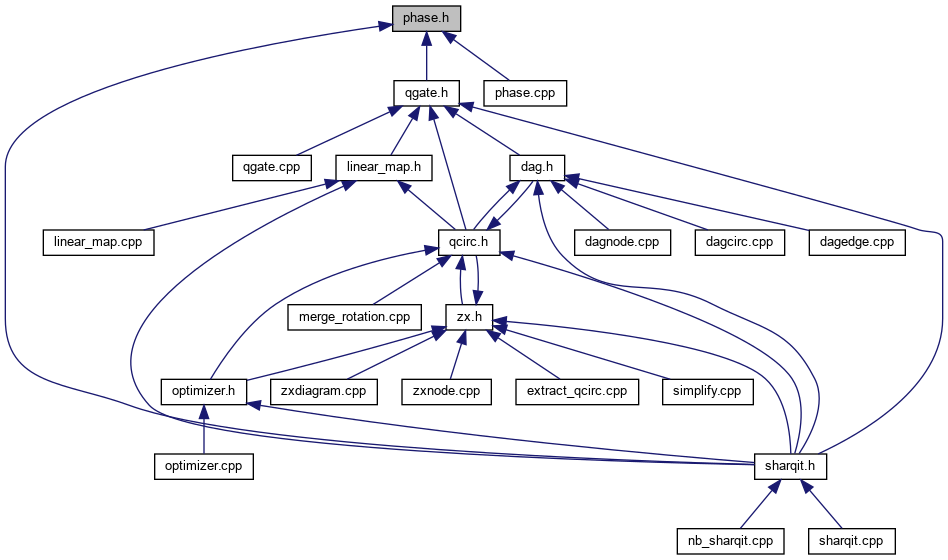 phase.h
qgate.h
phase.cpp
qgate.cpp
linear_map.h
dag.h
linear_map.cpp
qcirc.h
dagnode.cpp
dagcirc.cpp
dagedge.cpp
merge_rotation.cpp
zx.h
optimizer.h
zxdiagram.cpp
zxnode.cpp
extract_qcirc.cpp
simplify.cpp
optimizer.cpp
sharqit.h
nb_sharqit.cpp
sharqit.cpp